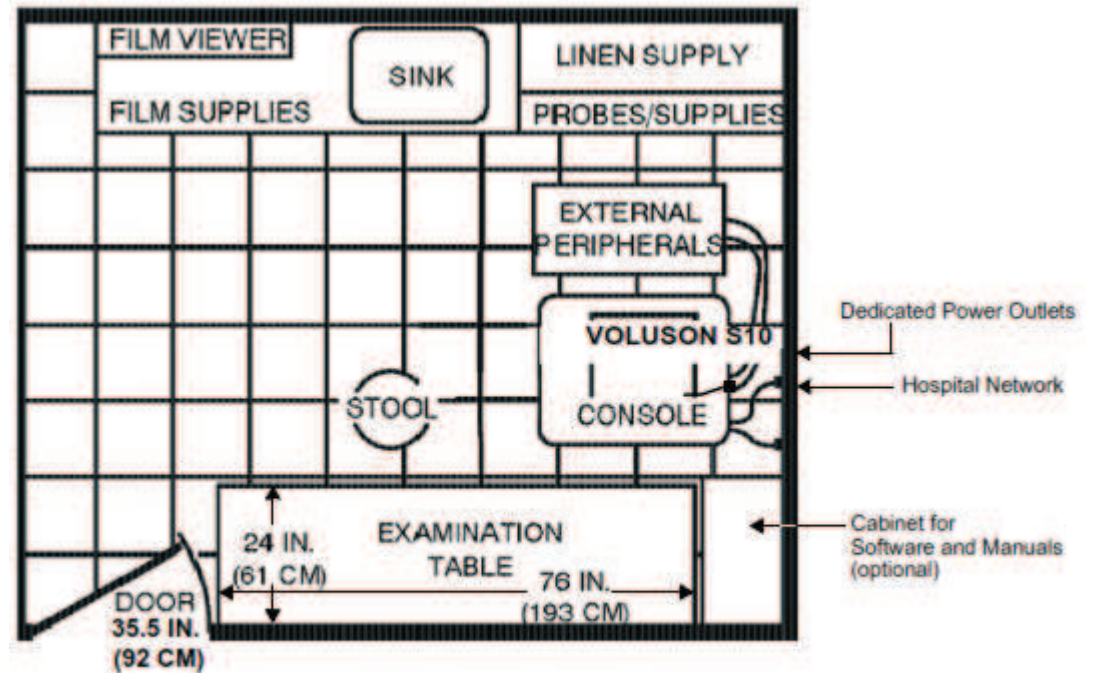 FILM VIEWER
SINK
LINEN SUPPLY
FILM SUPPLIES
PROBES/SUPPLIES
EXTERNAL
PERIPHERALS
VOLUSON S10
CONSOLE
Dedicated Power Outlets
Hospital Network
STOOL
EXAMINATION
TABLE
24 IN.
(61 CM)
76 IN.
(193 CM)
Cabinet for
Software and Manuals
(optional)
DOOR
35.5 IN.
(92 CM)